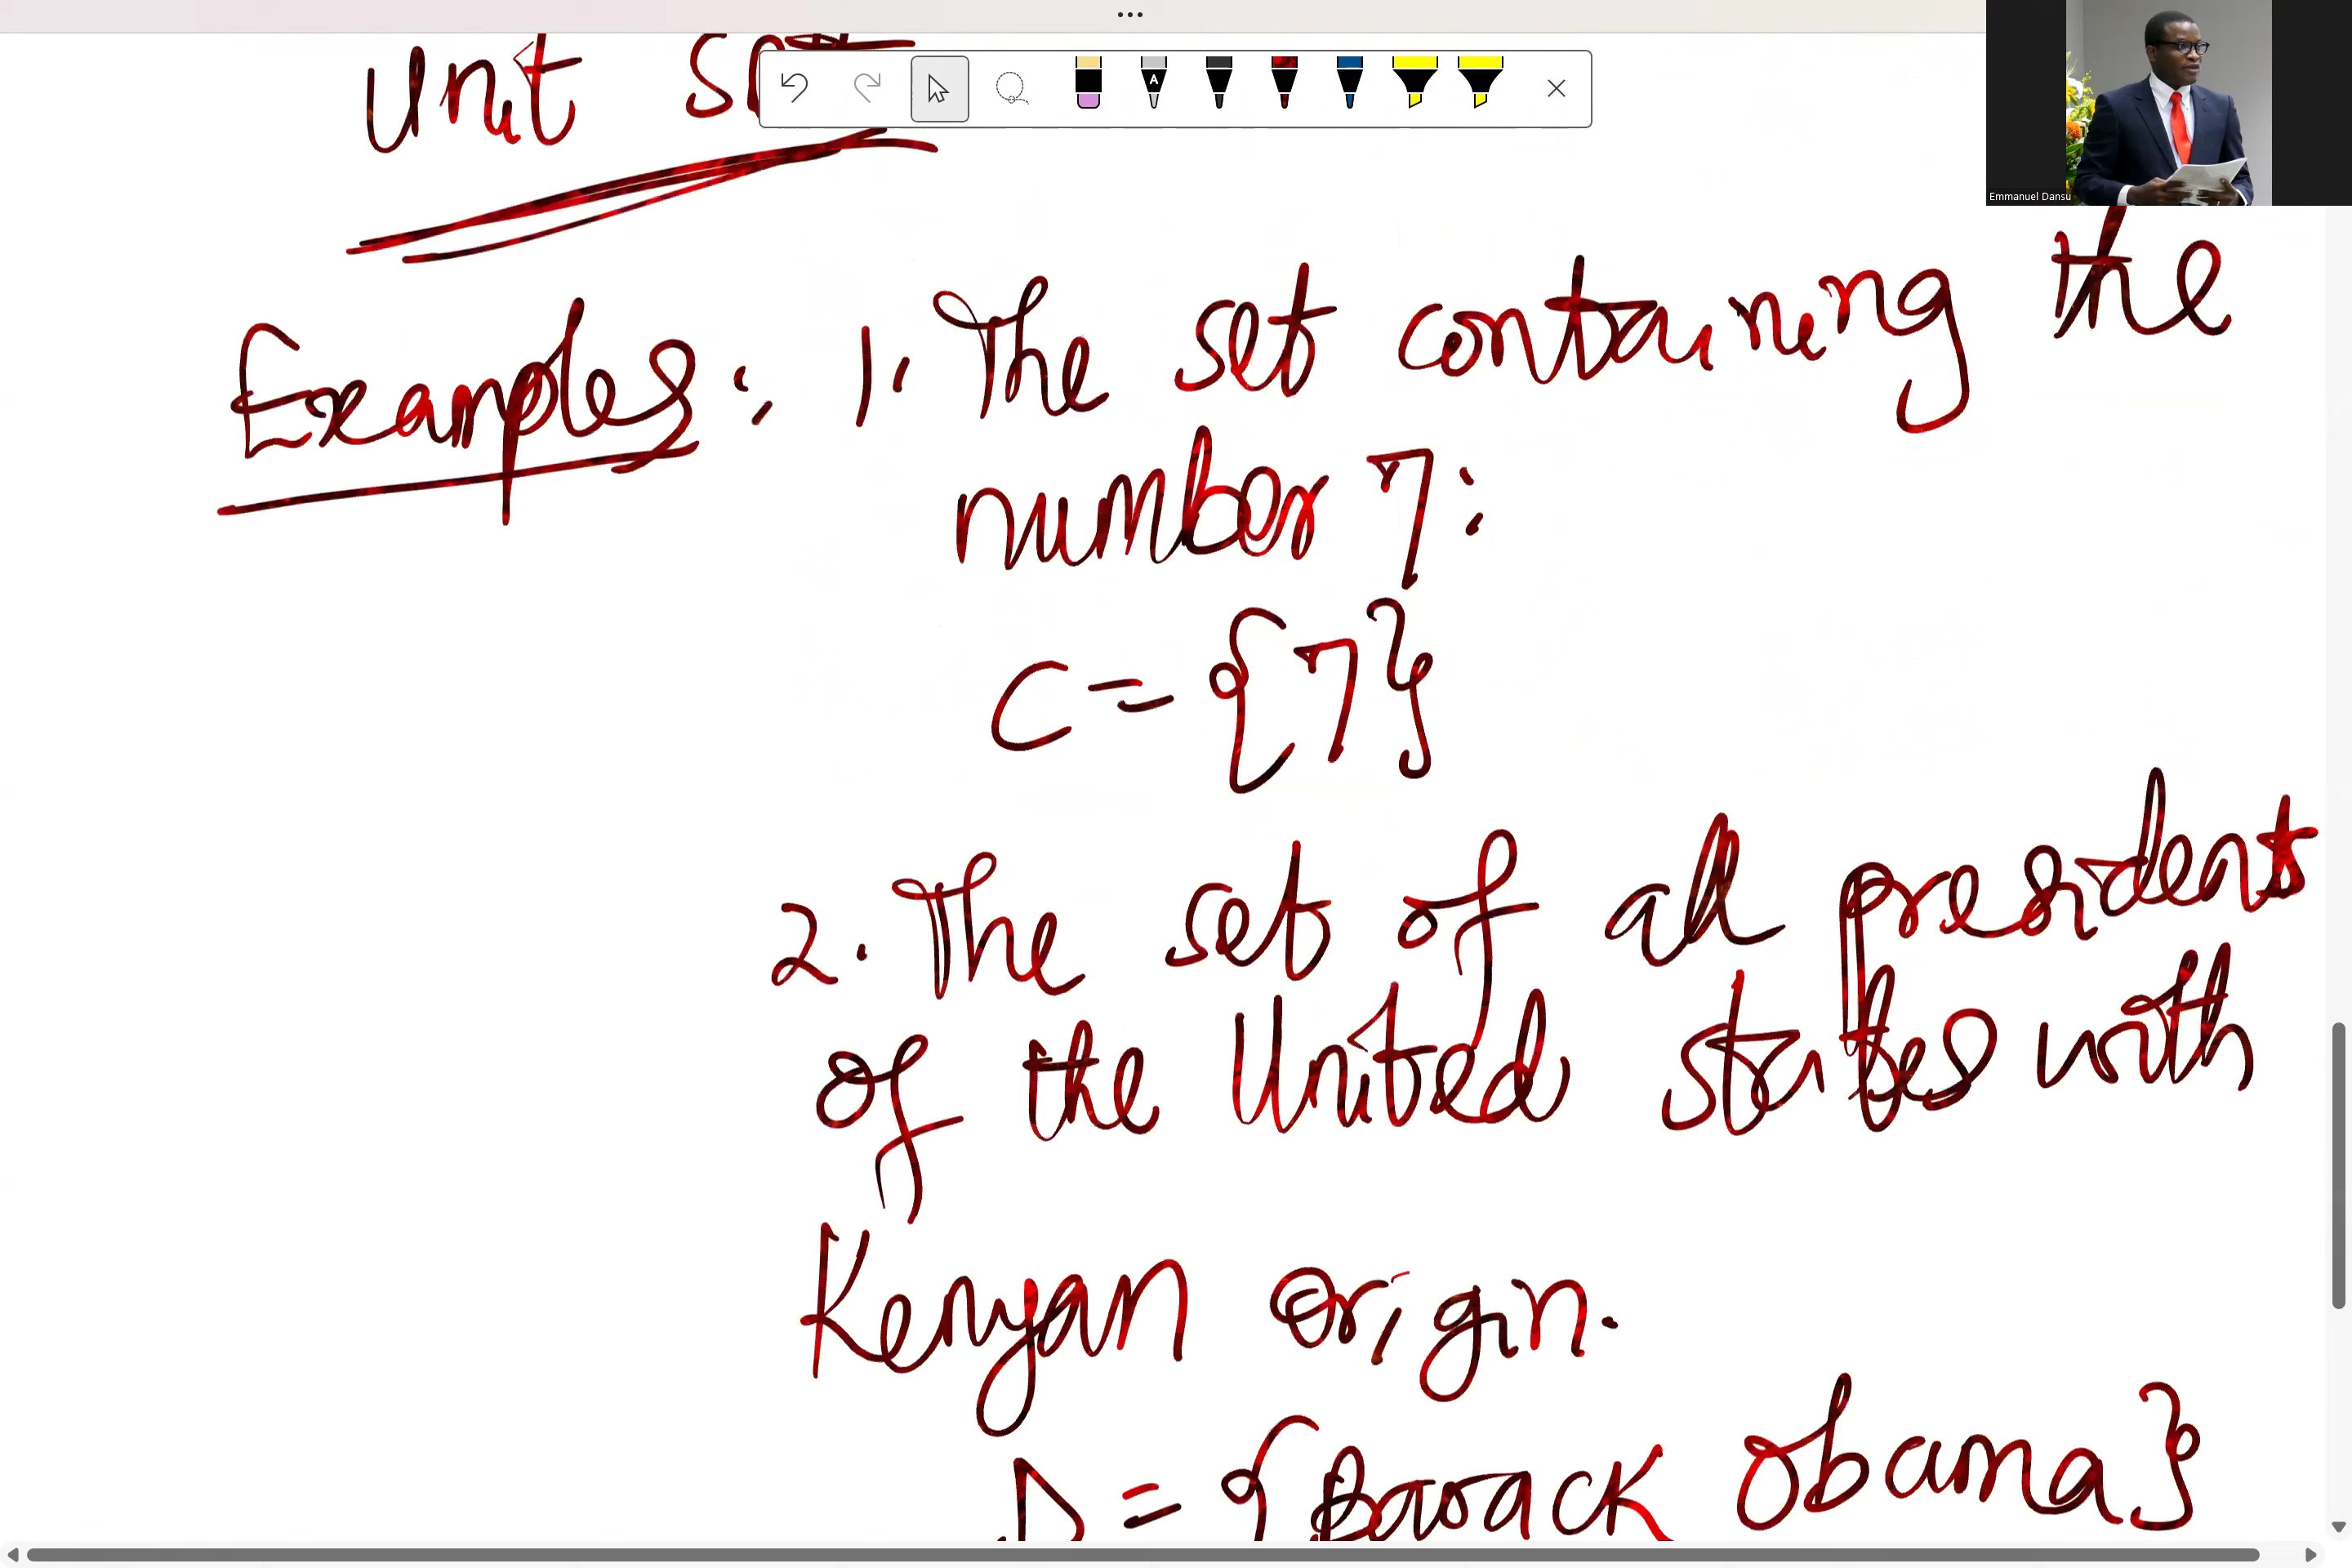 Unit set
Emmanuel Dansu
Examples: 1. The set containing the
number 7:
C = {7}
2. The set of all presidents
of the United States with
Kenyan origin.
D = {Barack Obama}